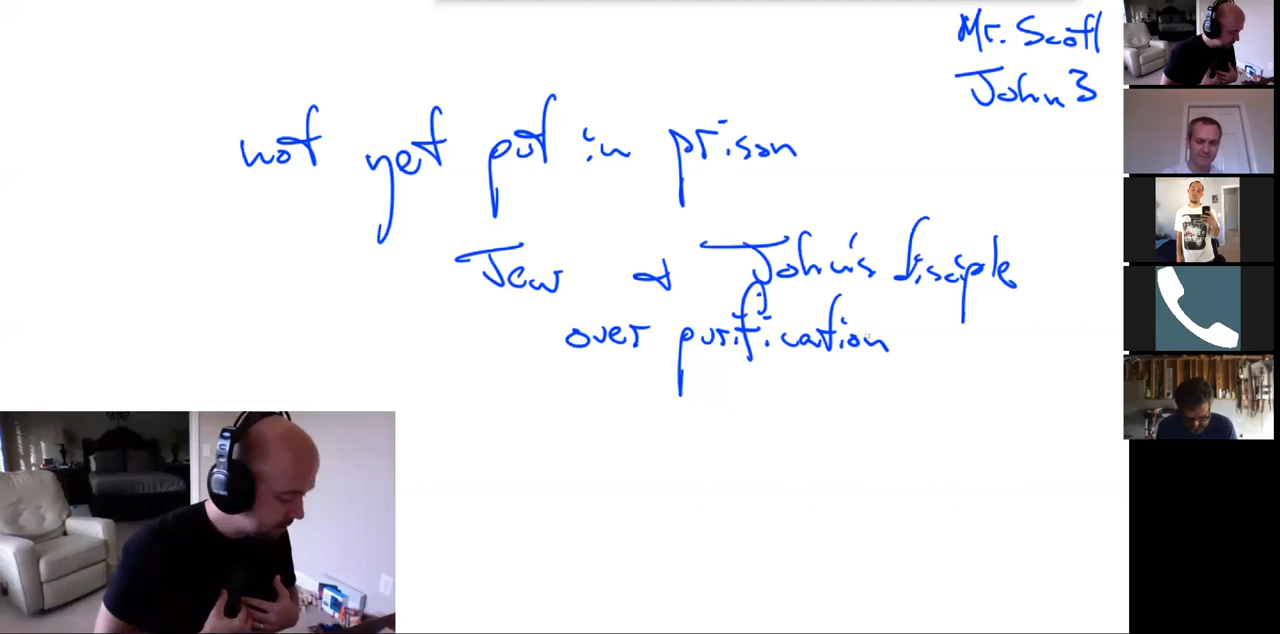 Mr. Scott
John 3
not yet put in prison
Jew & John's disciple
over purification